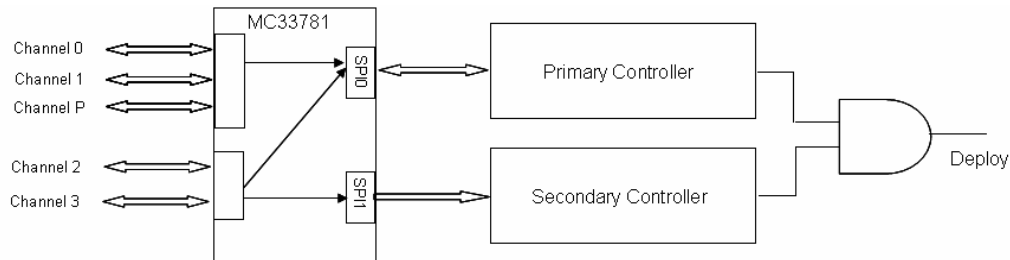 MC33781
Channel 0
Channel 1
Channel P
Channel 2
Channel 3
SPI0
SPI1
Primary Controller
Secondary Controller
Deploy